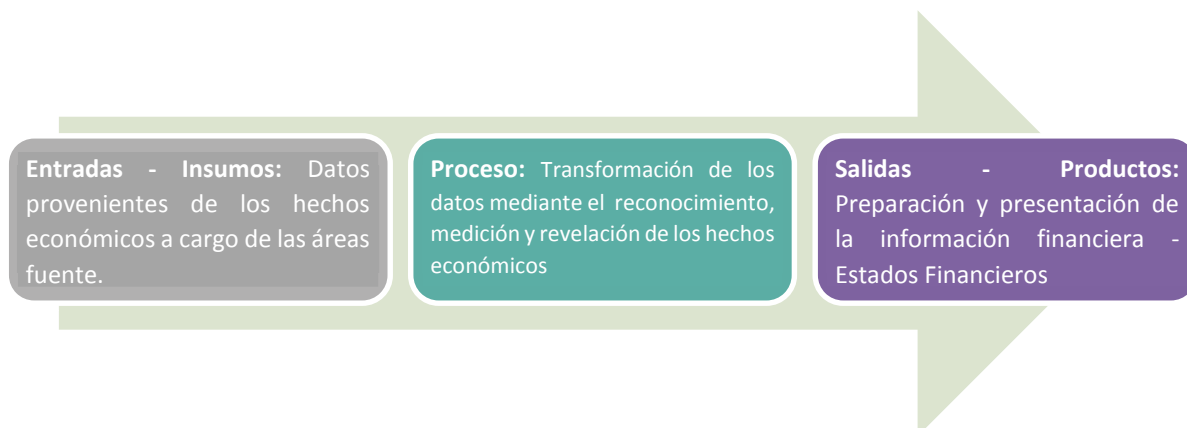 Entradas - Insumos: Datos
provenientes de los hechos
económicos a cargo de las áreas
fuente.
Proceso: Transformación de los
datos mediante el reconocimiento,
medición y revelación de los hechos
económicos
Salidas - Productos:
Preparación y presentación de
la información financiera -
Estados Financieros